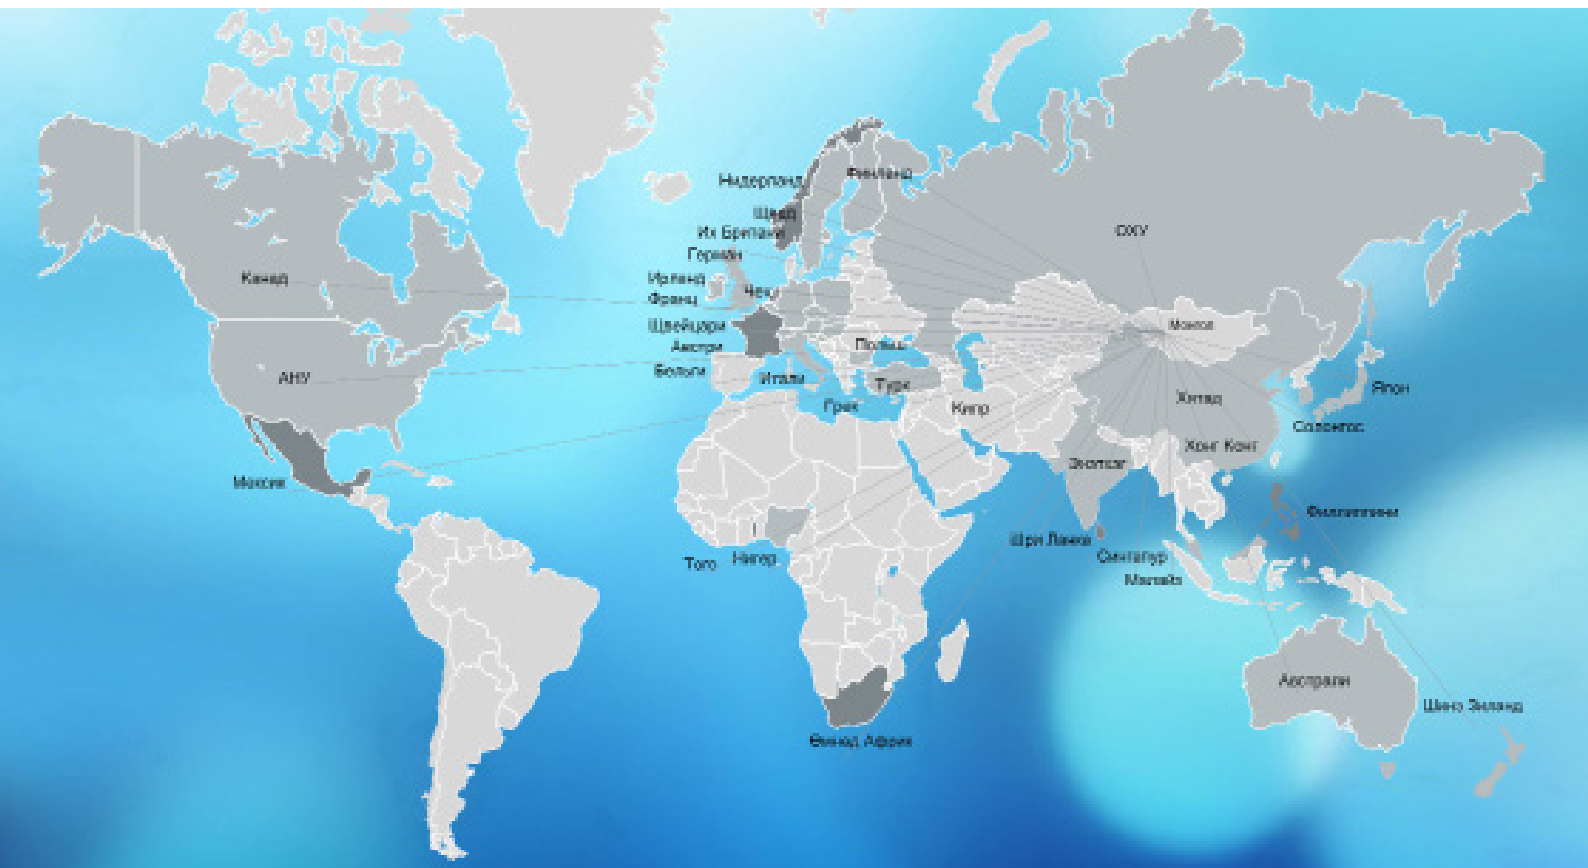 Нидерланд
Финланд
Швед
Их Британи
Герман
ОХУ
Канад
Ирланд
Франц
Чех
Швейцари
Австри
Польш
Монгол
Бельги
АНУ
Итали
Турк
Грек
Кипр
Хятад
Япон
Солонгос
Хонг Конг
Энэтхэг
Мексик
Филиппини
Шри Ланка
Сингапур
Малайз
Того
Нигер
Австрали
Шинэ Зиланд
Өмнөд Африк